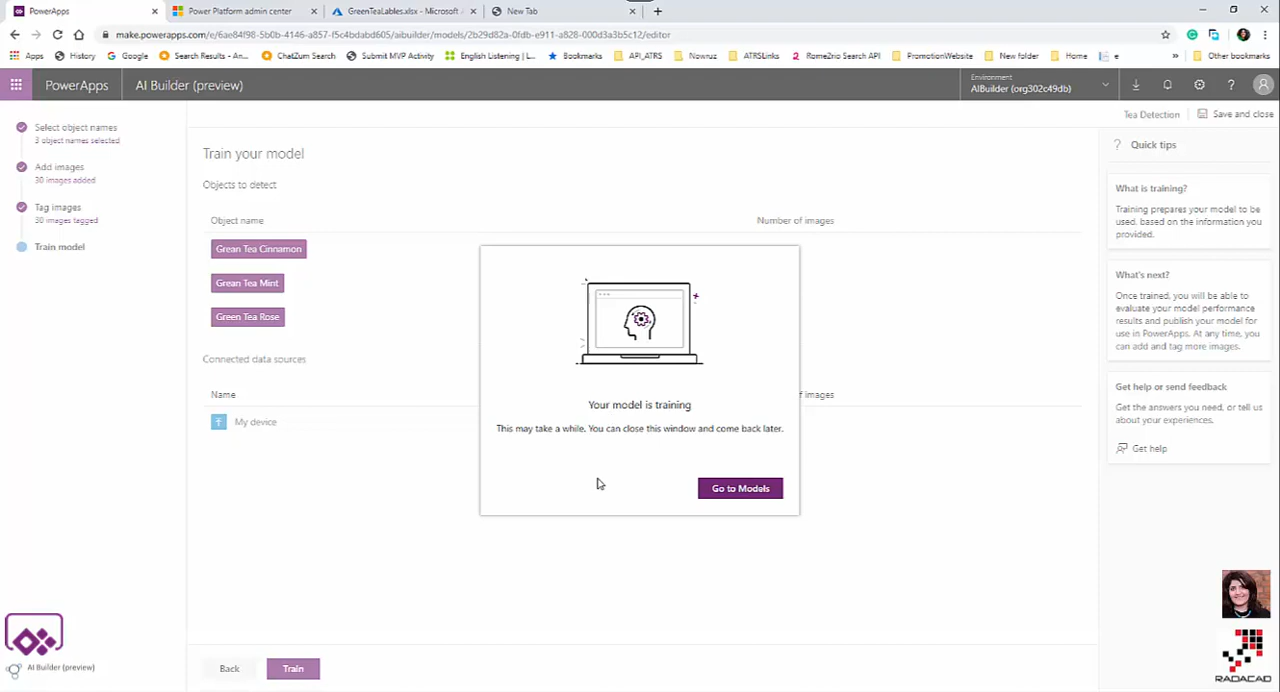 PowerApps
Power Platform admin center
GreenTeaLables.xlsx - Microsoft
New Tab
make.powerapps.com/e/6ae84f98-5b0b-4146-a857-f5c4bdabd605/aibuilder/models/2b29d82a-0fdb-e911-a828-000d3a3b5c12/editor
Apps
History
Google
Search Results - An...
ChatZum Search
Submit MVP Activity
English Listening | L...
Bookmarks
API_ATRS
Nowruz
ATRSLinks
Rome2rio Search API
PromotionWebsite
New folder
Home
e
»
Other bookmarks
PowerApps
AI Builder (preview)
Environment
AIBuilder (org302c49db)
Tea Detection
Save and close
Select object names
3 object names selected
Add images
30 images added
Tag images
30 images tagged
Train model
Train your model
Objects to detect
Object name
Number of images
Grean Tea Cinnamon
Grean Tea Mint
Green Tea Rose
Connected data sources
Name
f images
My device
Your model is training
This may take a while. You can close this window and come back later.
Go to Models
Back
Train
? Quick tips
What is training?
Training prepares your model to be
used, based on the information you
provided.
What's next?
Once trained, you will be able to
evaluate your model performance
results and publish your model for
use in PowerApps. At any time, you
can add and tag more images.
Get help or send feedback
Get the answers you need, or tell us
about your experiences.
Get help
AI Builder (preview)
RADACAD